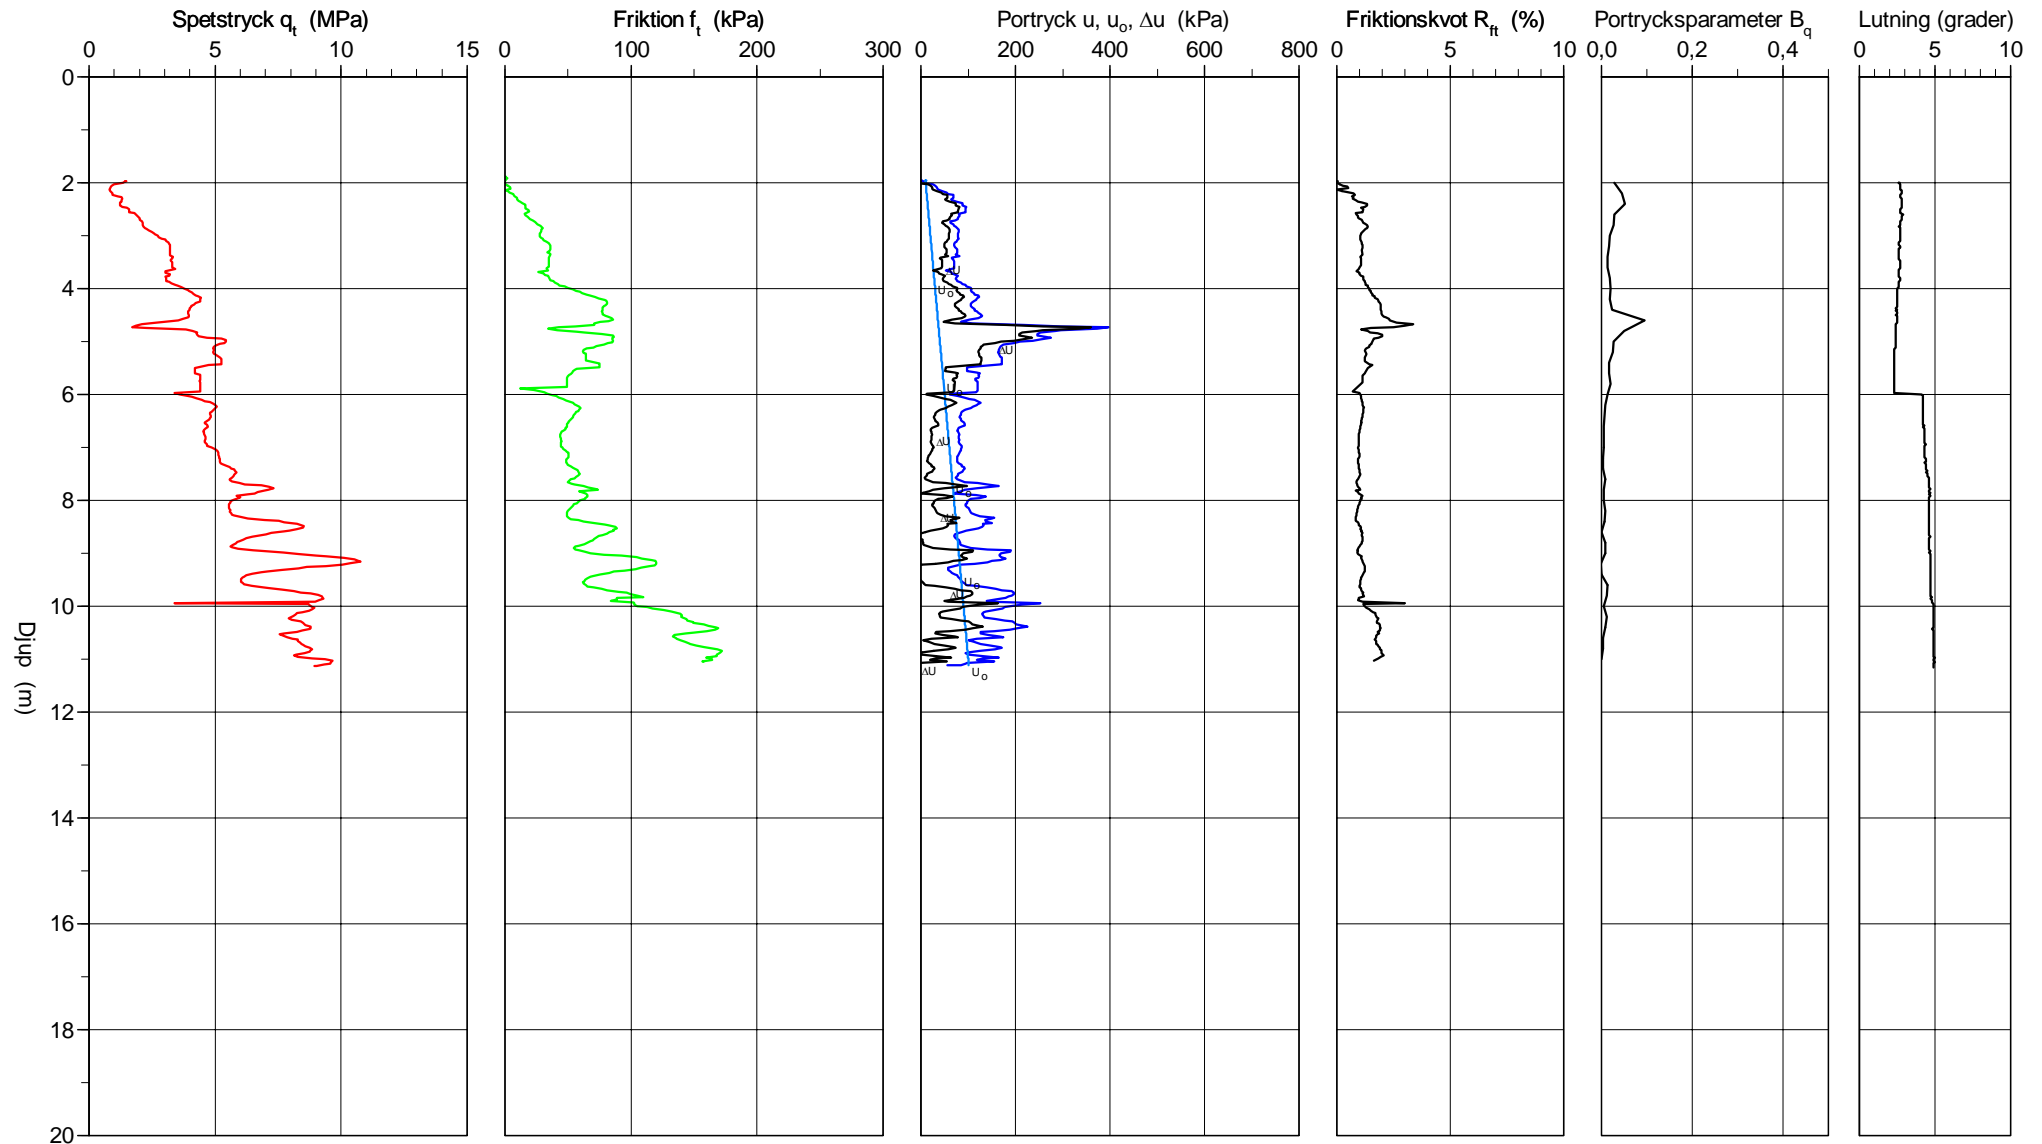 Spetstryck qt (MPa)
Friktion ft (kPa)
Portryck u, uo, Δu (kPa)
Friktionskvot Rft (%)
Portrycksparameter Bq
Lutning (grader)
0 5 10 15
0 100 200 300
0 200 400 600 800
0 5 10
0,0 0,2 0,4
0 5 10
0
2
4
6
8
10
12
14
16
18
20
Djup (m)
ΔU
Uo
ΔU
Uo
ΔU
Uo
ΔU
Uo
ΔU
ΔU
Uo